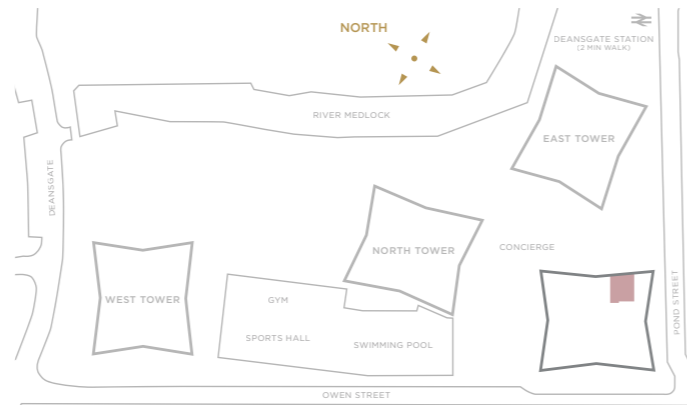 NORTH
DEANSGATE STATION
(2 MIN WALK)
RIVER MEDLOCK
EAST TOWER
DEANSGATE
NORTH TOWER
CONCIERGE
WEST TOWER
GYM
POND STREET
SPORTS HALL
SWIMMING POOL
OWEN STREET